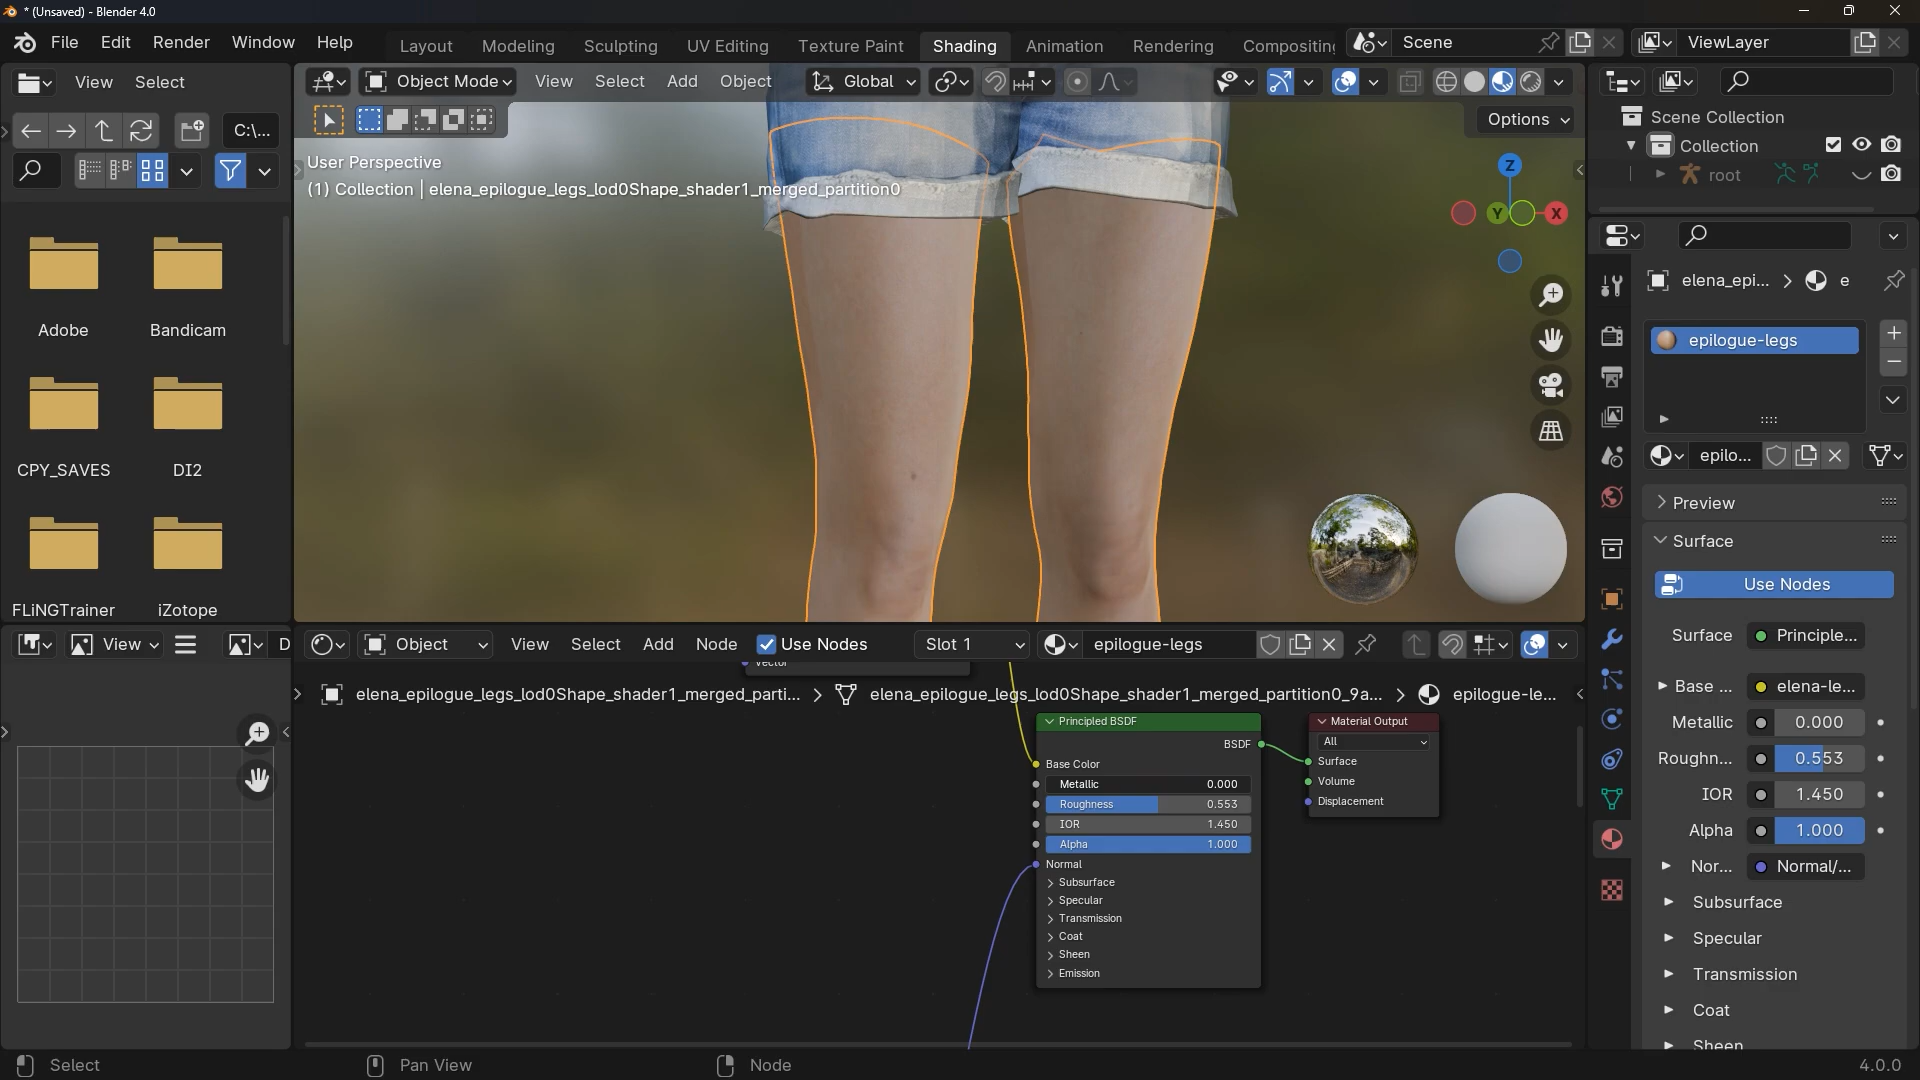 * (Unsaved) - Blender 4.0
File Edit Render Window Help
Layout Modeling Sculpting UV Editing Texture Paint Shading Animation Rendering Compositing
Scene
ViewLayer
View Select
Object Mode View Select Add Object Global
Options
C:\...
User Perspective
(1) Collection | elena_epilogue_legs_lod0Shape_shader1_merged_partition0
Z
Y
X
Adobe
Bandicam
CPY_SAVES
DI2
FLiNGTrainer
iZotope
Scene Collection
Collection
root
elena_epi... > e
epilogue-legs
epilo...
Preview
Surface
Use Nodes
Surface Principle...
Base ... elena-le...
Metallic 0.000
Roughn... 0.553
IOR 1.450
Alpha 1.000
Nor... Normal/...
Subsurface
Specular
Transmission
Coat
Sheen
View
D
Object View Select Add Node Use Nodes Slot 1 epilogue-legs
Vector
elena_epilogue_legs_lod0Shape_shader1_merged_parti... > elena_epilogue_legs_lod0Shape_shader1_merged_partition0_9a... > epilogue-le...
Principled BSDF
BSDF
Base Color
Metallic 0.000
Roughness 0.553
IOR 1.450
Alpha 1.000
Normal
Subsurface
Specular
Transmission
Coat
Sheen
Emission
Material Output
All
Surface
Volume
Displacement
Select
Pan View
Node
4.0.0